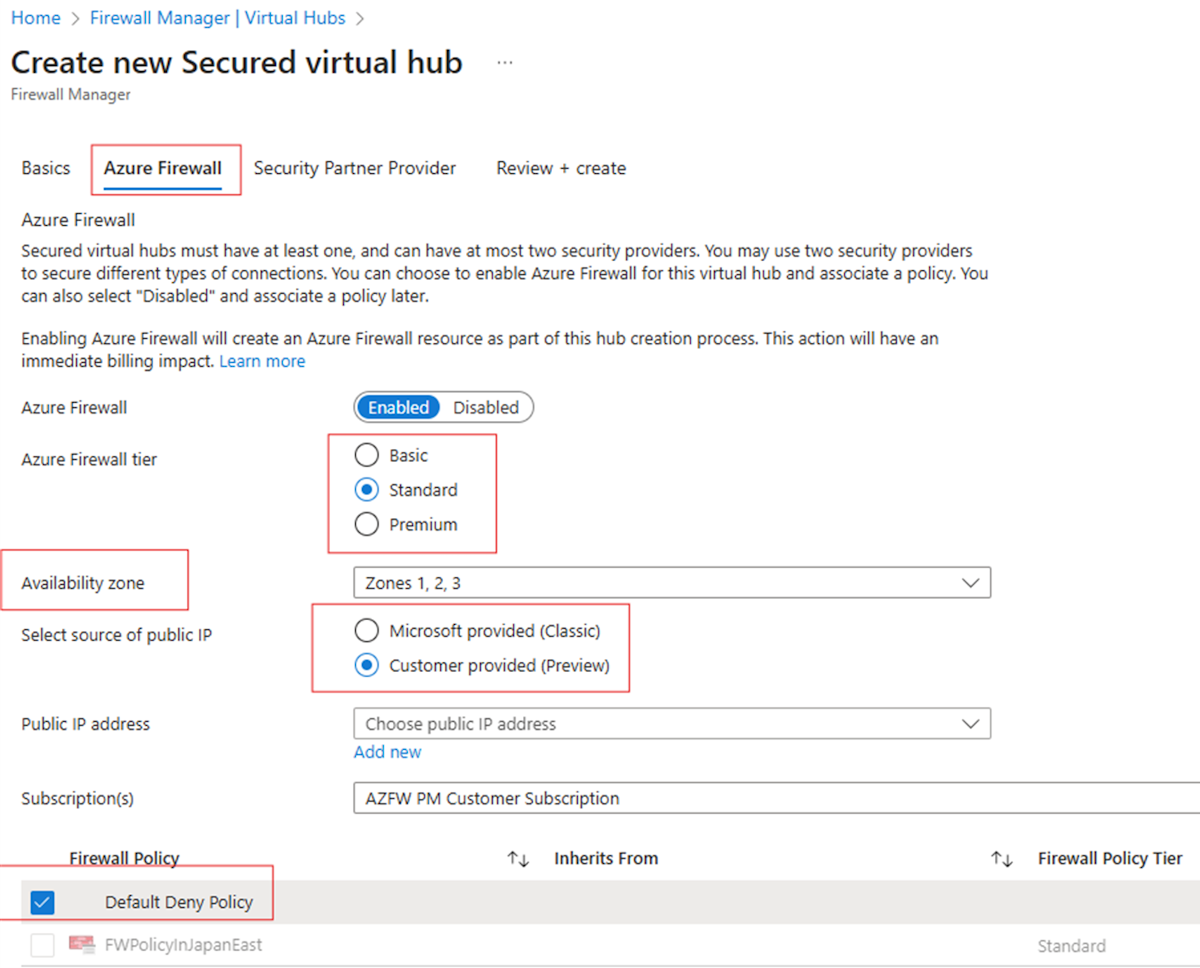 Home > Firewall Manager | Virtual Hubs >
Create new Secured virtual hub ...
Firewall Manager
Basics Azure Firewall Security Partner Provider Review + create
Azure Firewall
Secured virtual hubs must have at least one, and can have at most two security providers. You may use two security providers
to secure different types of connections. You can choose to enable Azure Firewall for this virtual hub and associate a policy. You
can also select "Disabled" and associate a policy later.
Enabling Azure Firewall will create an Azure Firewall resource as part of this hub creation process. This action will have an
immediate billing impact. Learn more
Azure Firewall Enabled Disabled
Azure Firewall tier
Basic
Standard
Premium
Availability zone Zones 1, 2, 3
Select source of public IP
Microsoft provided (Classic)
Customer provided (Preview)
Public IP address Choose public IP address
Add new
Subscription(s) AZFW PM Customer Subscription
Firewall Policy ↑↓ Inherits From ↑↓ Firewall Policy Tier
Default Deny Policy
FWPolicyInJapanEast Standard